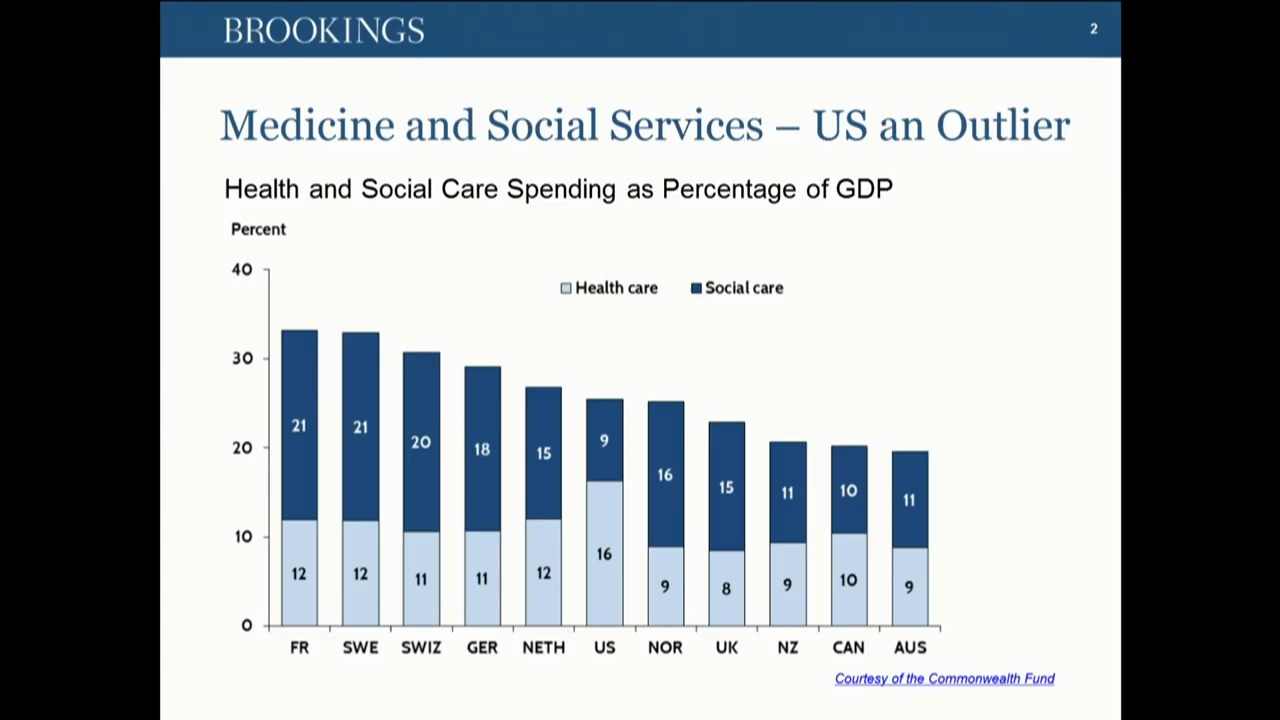 BROOKINGS
2
Medicine and Social Services – US an Outlier
Health and Social Care Spending as Percentage of GDP
Percent
40
Health care
Social care
30
20
10
0
21
21
20
18
15
9
16
15
11
10
11
12
12
11
11
12
16
9
8
9
10
9
FR
SWE
SWIZ
GER
NETH
US
NOR
UK
NZ
CAN
AUS
Courtesy of the Commonwealth Fund